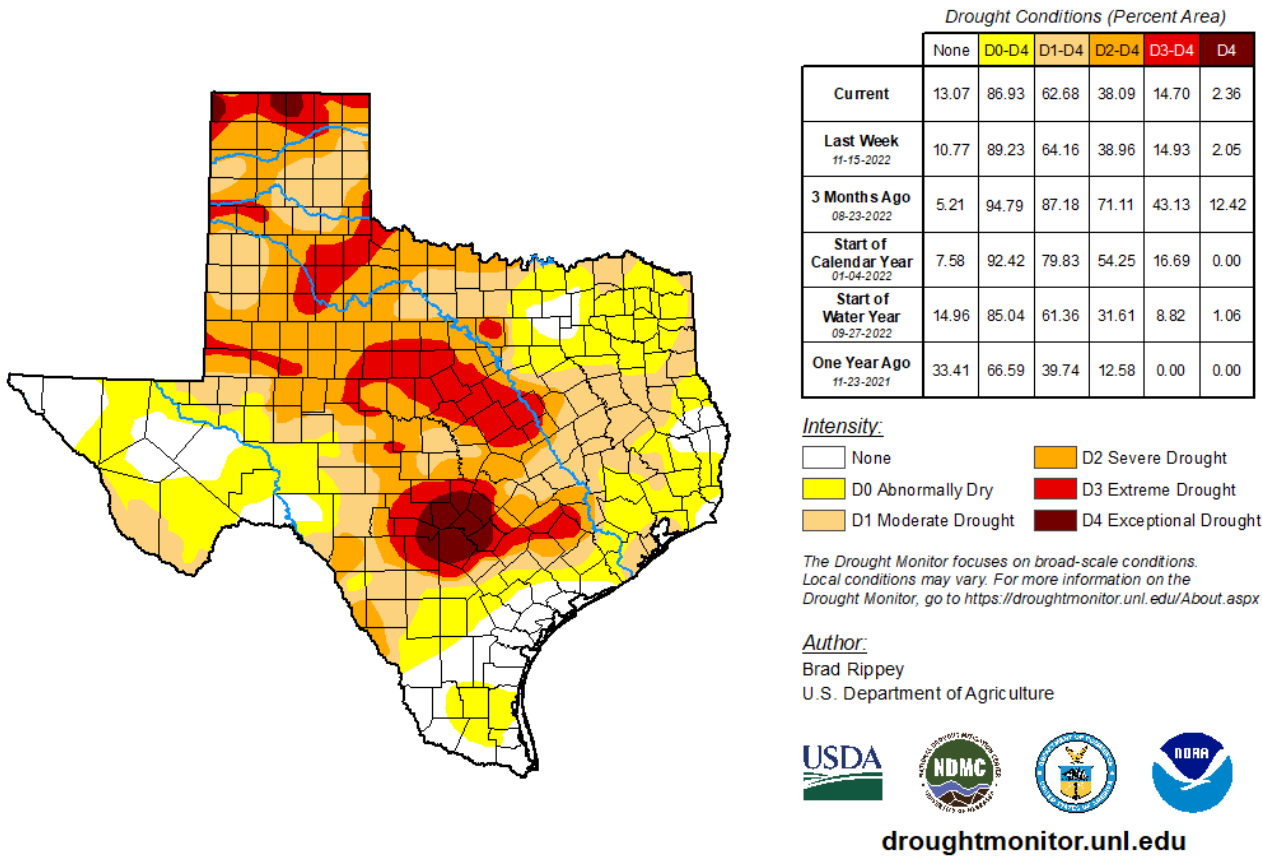 Drought Conditions (Percent Area)
None D0-D4 D1-D4 D2-D4 D3-D4 D4
Current 13.07 86.93 62.68 38.09 14.70 2.36
Last Week
11-15-2022 10.77 89.23 64.16 38.96 14.93 2.05
3 Months Ago
08-23-2022 5.21 94.79 87.18 71.11 43.13 12.42
Start of
Calendar Year
01-04-2022 7.58 92.42 79.83 54.25 16.69 0.00
Start of
Water Year
09-27-2022 14.96 85.04 61.36 31.61 8.82 1.06
One Year Ago
11-23-2021 33.41 66.59 39.74 12.58 0.00 0.00
Intensity:
None
D0 Abnormally Dry
D1 Moderate Drought
D2 Severe Drought
D3 Extreme Drought
D4 Exceptional Drought
The Drought Monitor focuses on broad-scale conditions.
Local conditions may vary. For more information on the
Drought Monitor, go to https://droughtmonitor.unl.edu/About.aspx
Author:
Brad Rippey
U.S. Department of Agriculture
USDA
NDMC
NOAA
droughtmonitor.unl.edu